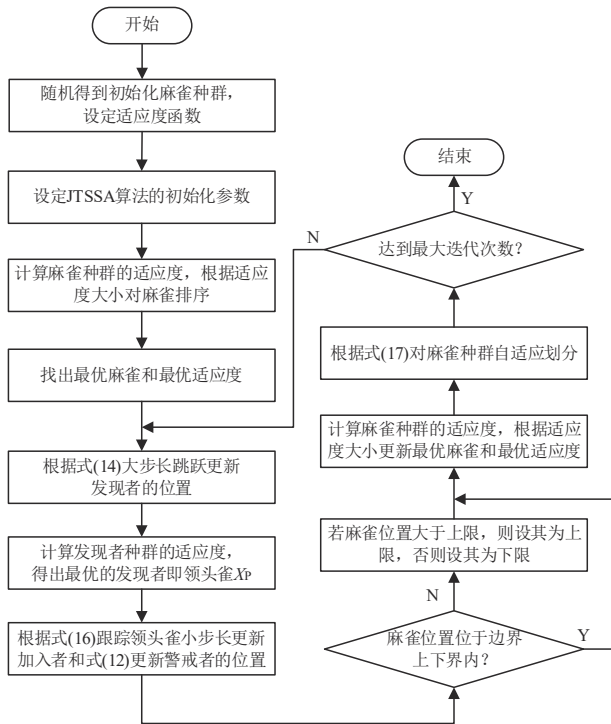 开始
随机得到初始化麻雀种群，
设定适应度函数
设定JTSSA算法的初始化参数
计算麻雀种群的适应度，根据适应
度大小对麻雀排序
找出最优麻雀和最优适应度
根据式(14)大步长跳跃更新
发现者的位置
计算发现者种群的适应度，
得出最优的发现者即领头雀XP
根据式(16)跟踪领头雀小步长更新
加入者和式(12)更新警戒者的位置
麻雀位置位于边界
上下界内？
Y
N
若麻雀位置大于上限，则设其为上
限，否则设其为下限
计算麻雀种群的适应度，根据适应
度大小更新最优麻雀和最优适应度
根据式(17)对麻雀种群自适应划分
达到最大迭代次数？
N
Y
结束